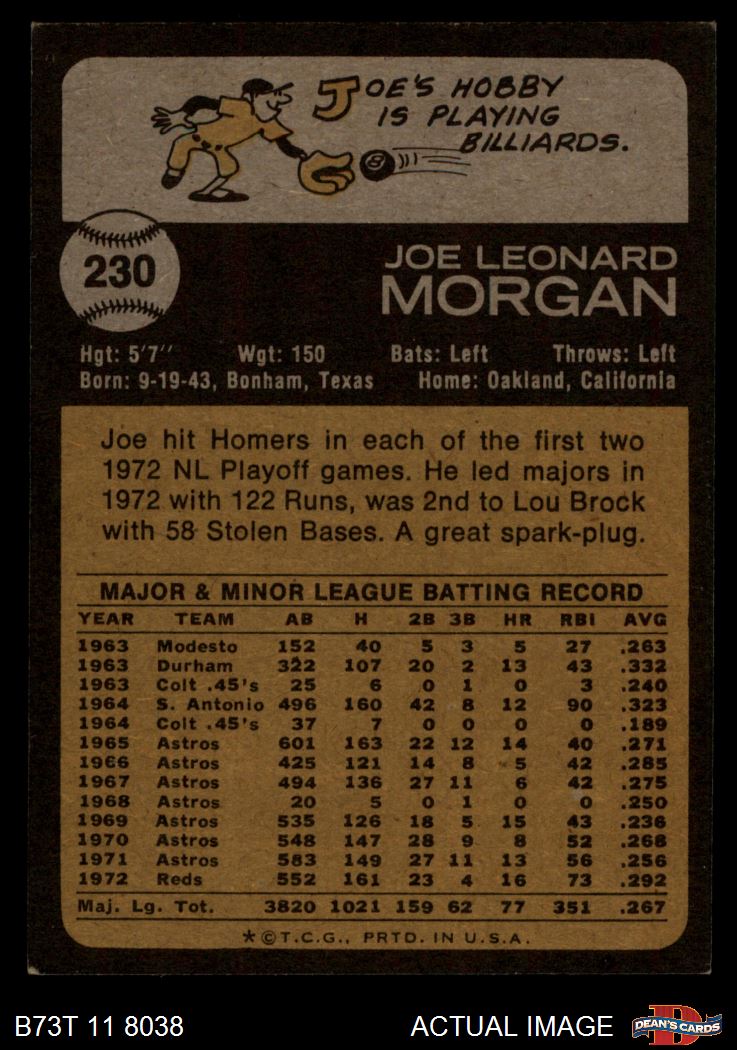 JOE'S HOBBY
IS PLAYING
BILLIARDS.
8
230
JOE LEONARD
MORGAN
Hgt: 5'7" Wgt: 150 Bats: Left Throws: Left
Born: 9-19-43, Bonham, Texas Home: Oakland, California
Joe hit Homers in each of the first two
1972 NL Playoff games. He led majors in
1972 with 122 Runs, was 2nd to Lou Brock
with 58 Stolen Bases. A great spark-plug.
MAJOR & MINOR LEAGUE BATTING RECORD
YEAR TEAM AB H 2B 3B HR RBI AVG
1963 Modesto 152 40 5 3 5 27 .263
1963 Durham 322 107 20 2 13 43 .332
1963 Colt .45's 25 6 0 1 0 3 .240
1964 S. Antonio 496 160 42 8 12 90 .323
1964 Colt .45's 37 7 0 0 0 0 .189
1965 Astros 601 163 22 12 14 40 .271
1966 Astros 425 121 14 8 5 42 .285
1967 Astros 494 136 27 11 6 42 .275
1968 Astros 20 5 0 1 0 0 .250
1969 Astros 535 126 18 5 15 43 .236
1970 Astros 548 147 28 9 8 52 .268
1971 Astros 583 149 27 11 13 56 .256
1972 Reds 552 161 23 4 16 73 .292
Maj. Lg. Tot. 3820 1021 159 62 77 351 .267
*©T.C.G., PRTD. IN U.S.A.
B73T 11 8038 ACTUAL IMAGE D DEAN'S CARDS